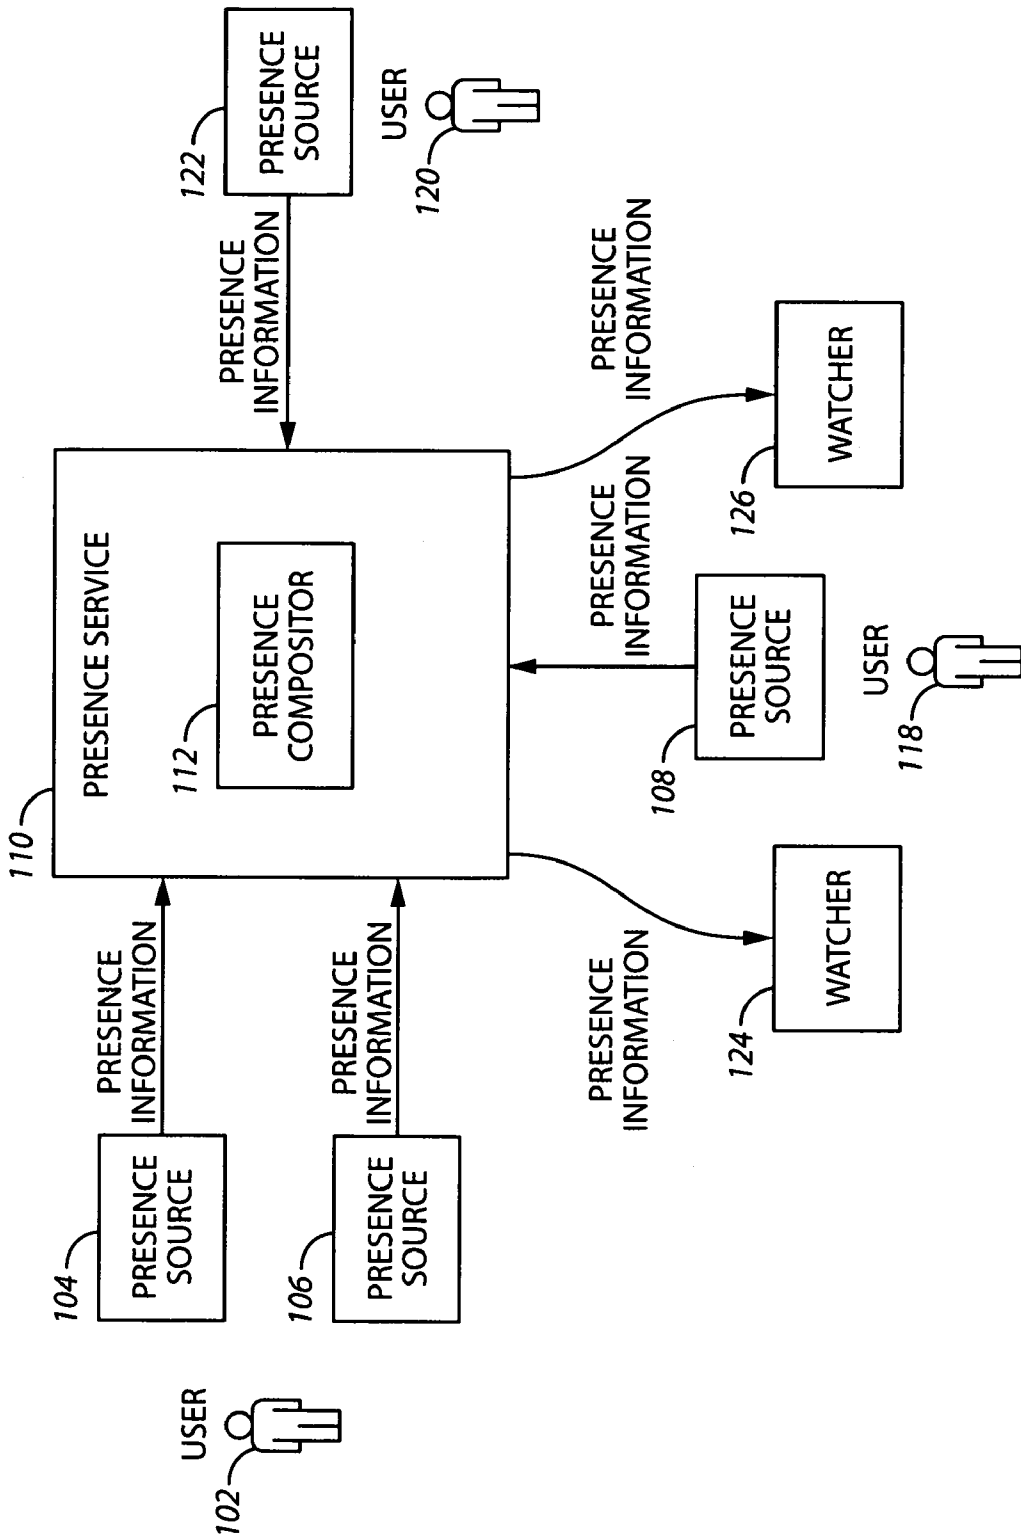 110
PRESENCE SERVICE
112
PRESENCE
COMPOSITOR
104
PRESENCE
SOURCE
PRESENCE
INFORMATION
106
PRESENCE
SOURCE
PRESENCE
INFORMATION
USER
102
122
PRESENCE
SOURCE
PRESENCE
INFORMATION
USER
120
PRESENCE
INFORMATION
124
WATCHER
PRESENCE
INFORMATION
108
PRESENCE
SOURCE
USER
118
PRESENCE
INFORMATION
126
WATCHER